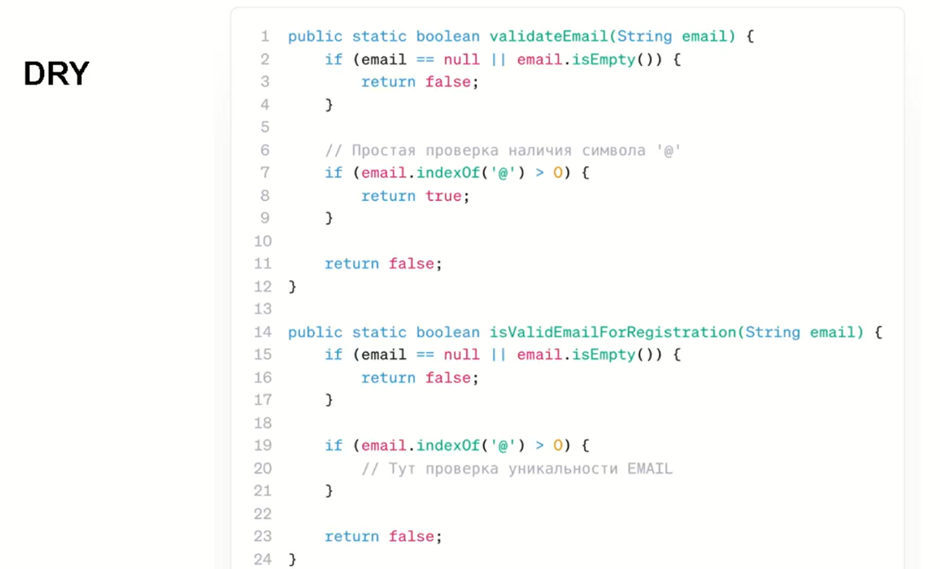 DRY
1 public static boolean validateEmail(String email) {
2     if (email == null || email.isEmpty()) {
3         return false;
4     }
5
6     // Простая проверка наличия символа '@'
7     if (email.indexOf('@') > 0) {
8         return true;
9     }
10
11     return false;
12 }
13
14 public static boolean isValidEmailForRegistration(String email) {
15     if (email == null || email.isEmpty()) {
16         return false;
17     }
18
19     if (email.indexOf('@') > 0) {
20         // Тут проверка уникальности EMAIL
21     }
22
23     return false;
24 }